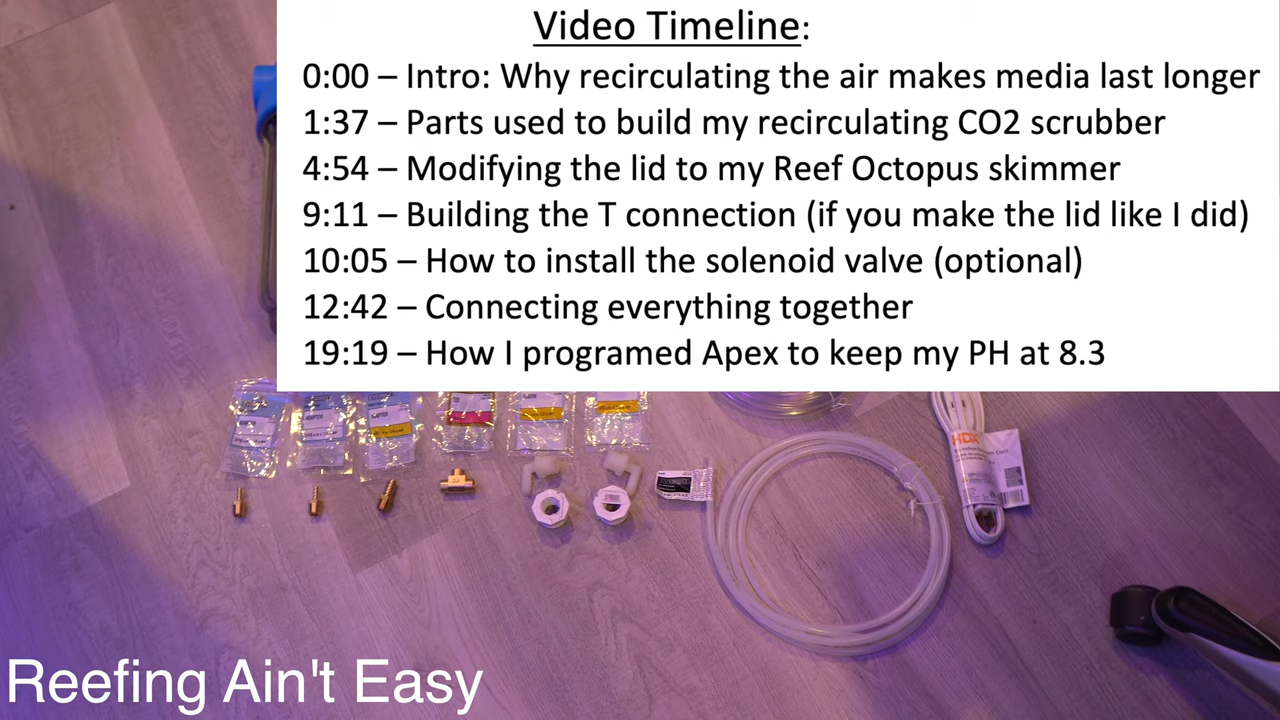 Video Timeline:
0:00 – Intro: Why recirculating the air makes media last longer
1:37 – Parts used to build my recirculating CO2 scrubber
4:54 – Modifying the lid to my Reef Octopus skimmer
9:11 – Building the T connection (if you make the lid like I did)
10:05 – How to install the solenoid valve (optional)
12:42 – Connecting everything together
19:19 – How I programed Apex to keep my PH at 8.3
HDX
Reefing Ain't Easy